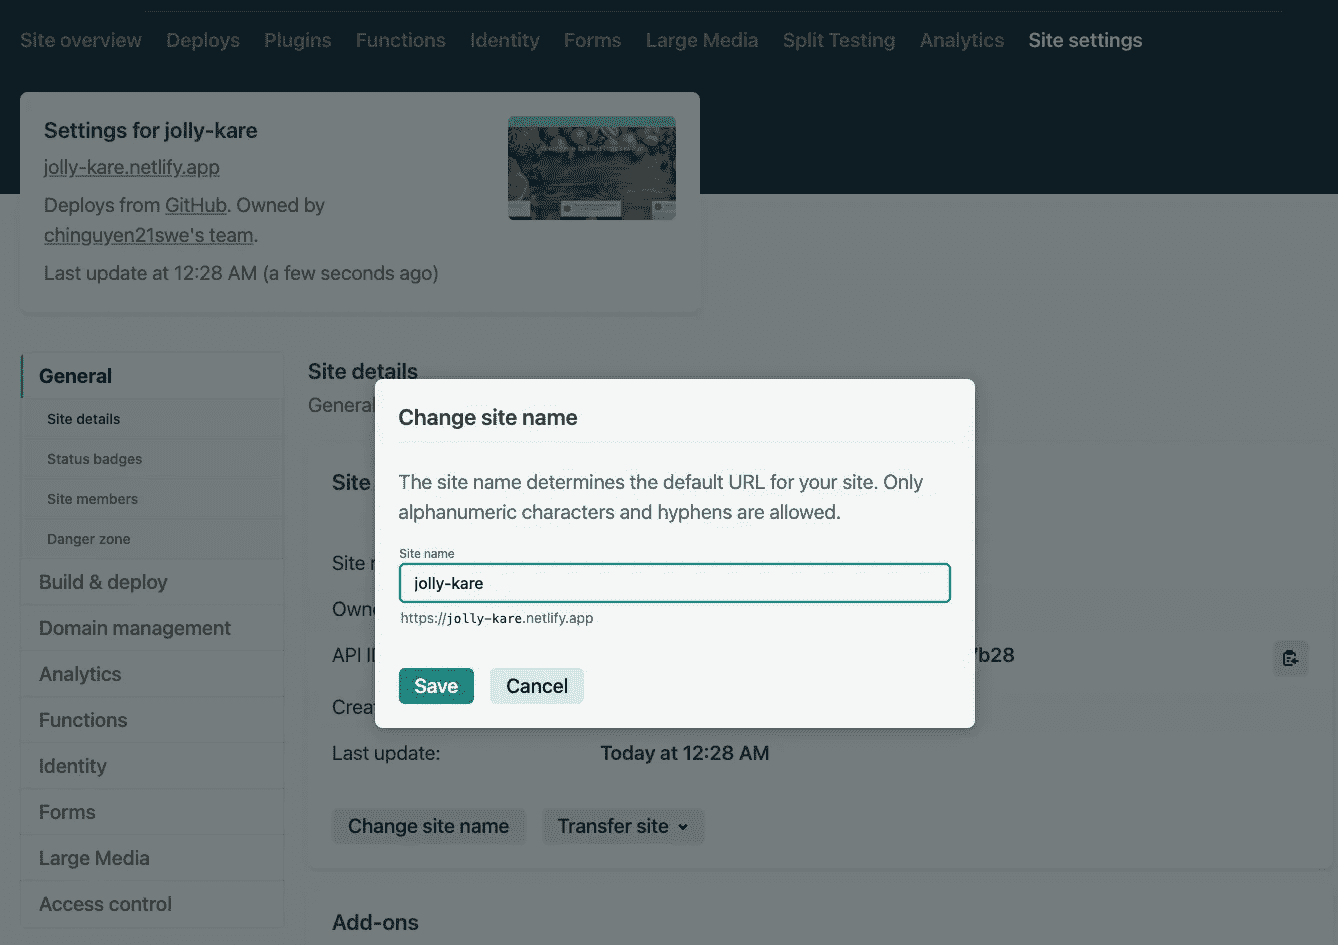 Site overview Deploys Plugins Functions Identity Forms Large Media Split Testing Analytics Site settings
Settings for jolly-kare
jolly-kare.netlify.app
Deploys from GitHub. Owned by
chinguyen21swe's team.
Last update at 12:28 AM (a few seconds ago)
General
Site details
Status badges
Site members
Danger zone
Build & deploy
Domain management
Analytics
Functions
Identity
Forms
Large Media
Access control
Site details
General
Site
Site
API
7b28
Last update: Today at 12:28 AM
Change site name Transfer site
Add-ons
Change site name
The site name determines the default URL for your site. Only
alphanumeric characters and hyphens are allowed.
Site name
jolly-kare
https://jolly-kare.netlify.app
Save Cancel